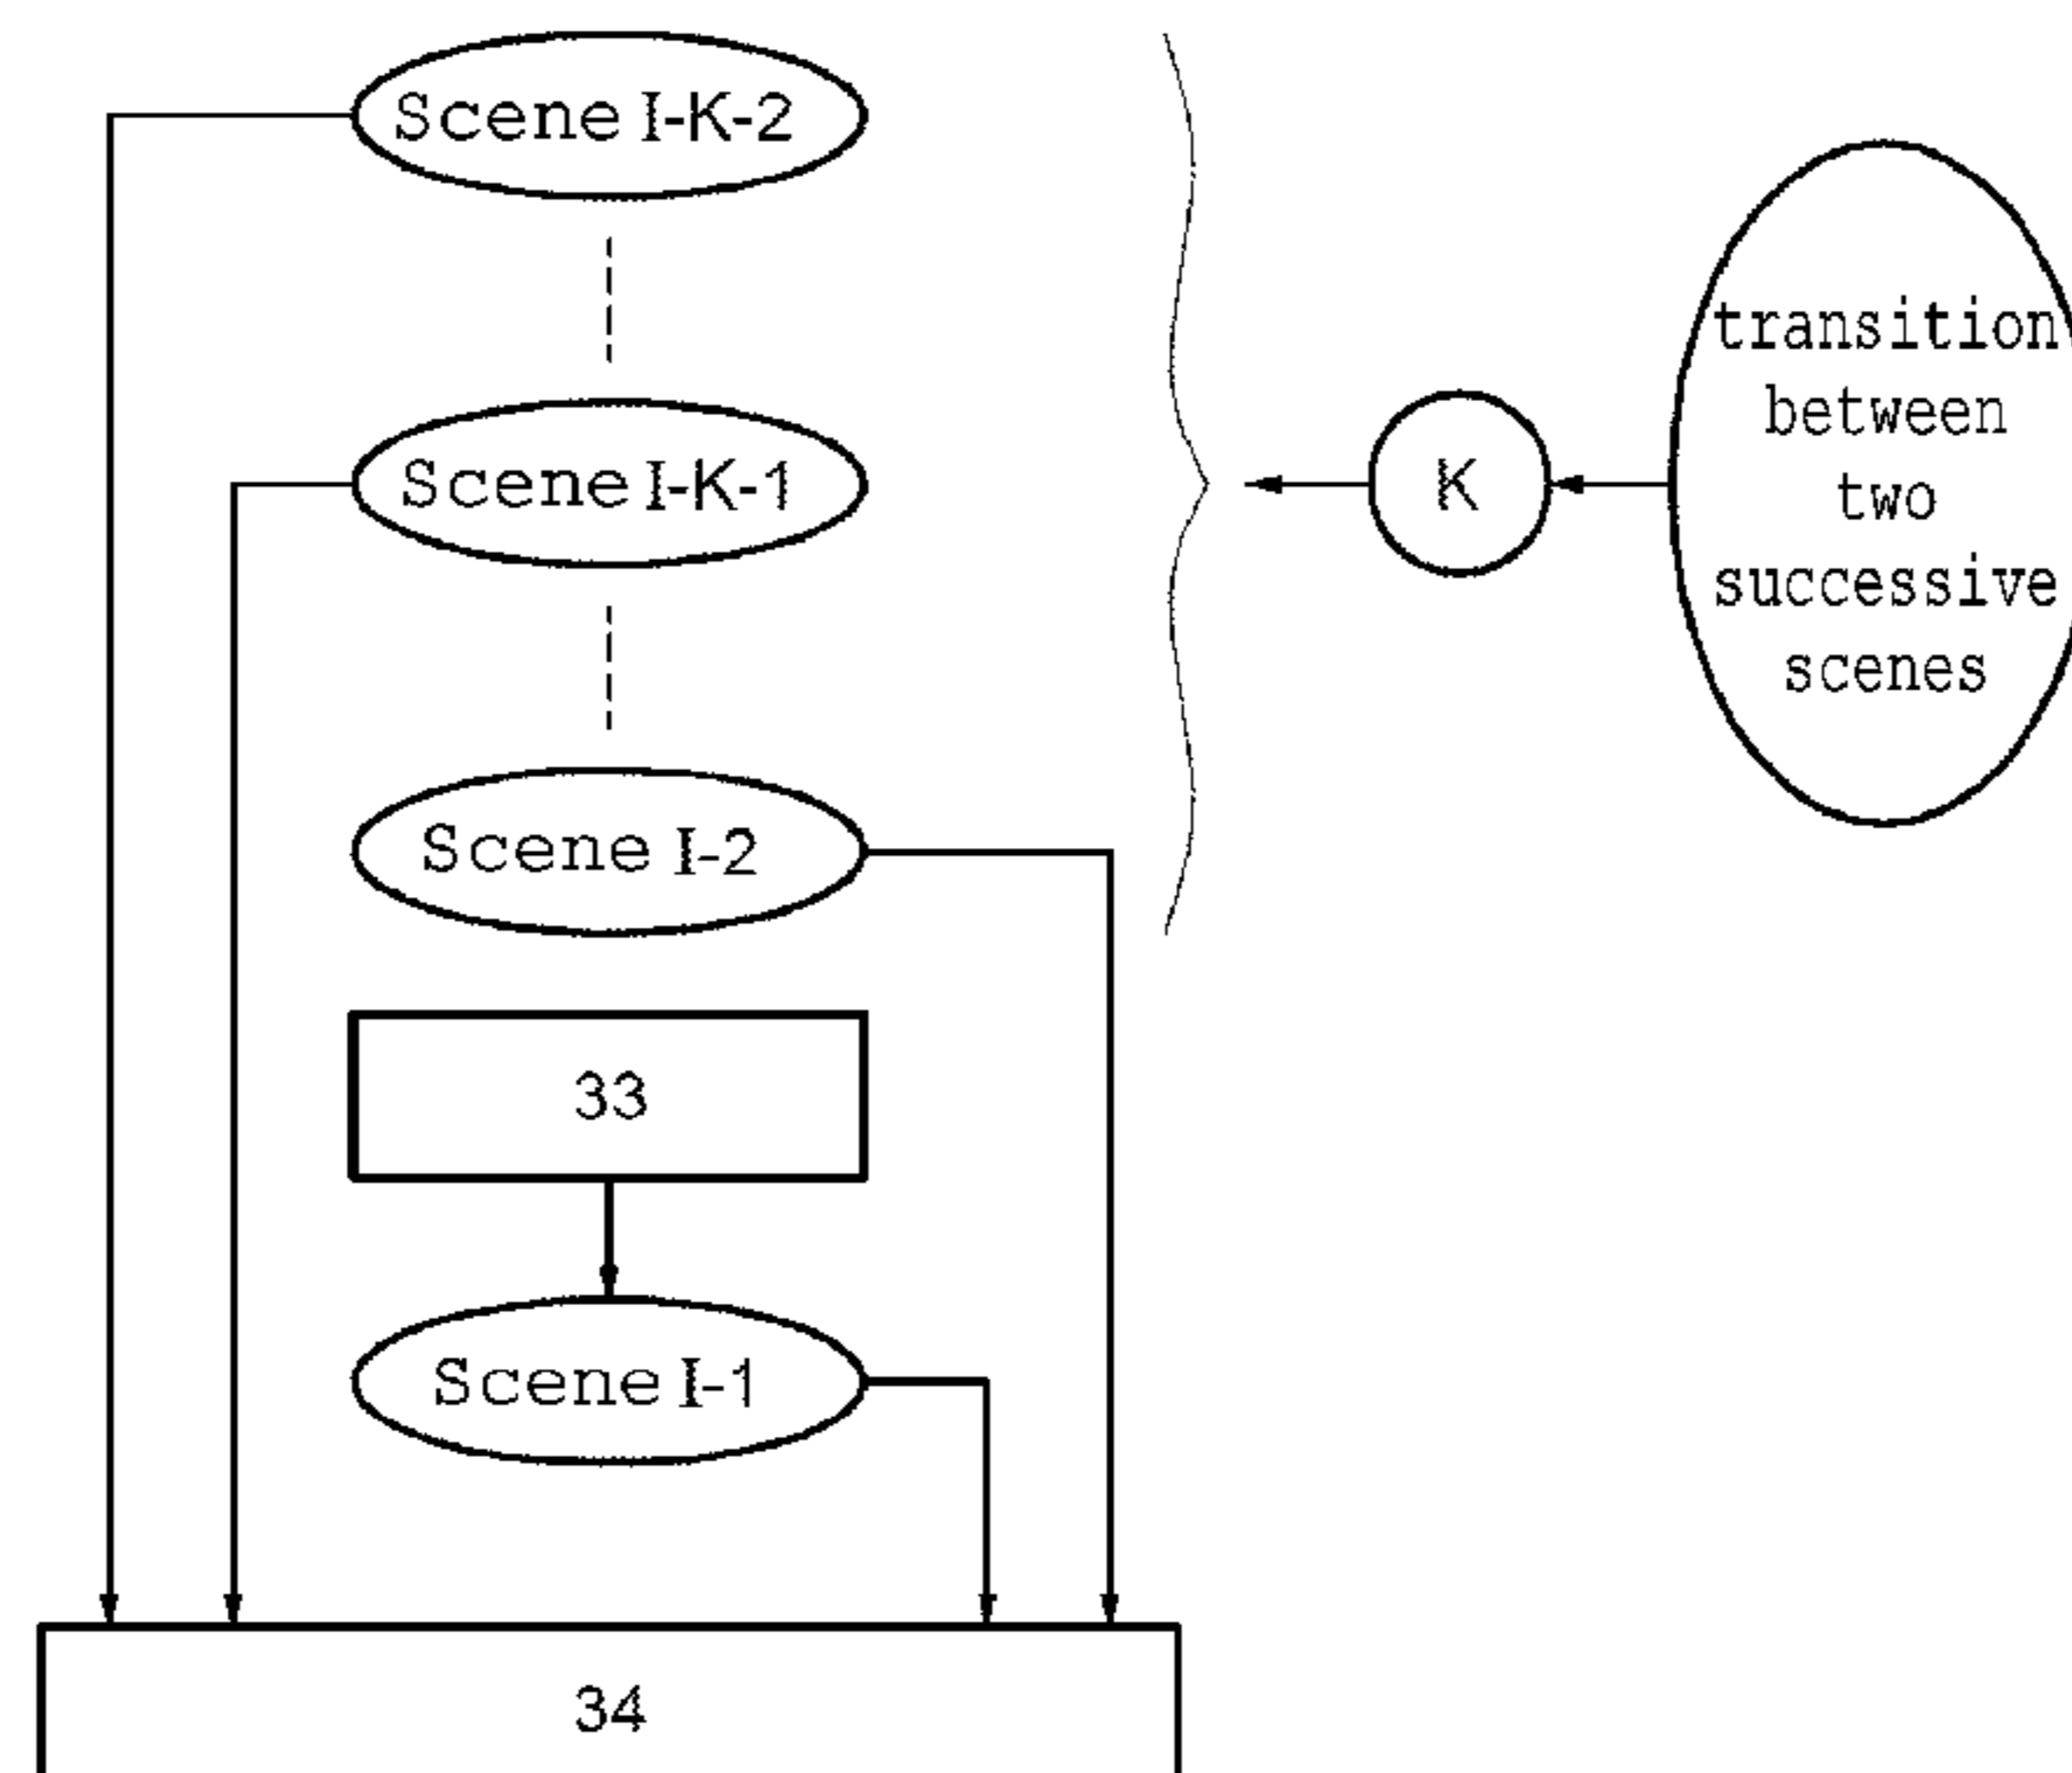 Scene I-K-2
Scene I-K-1
Scene I-2
33
Scene I-1
34
K
transition
between
two
successive
scenes